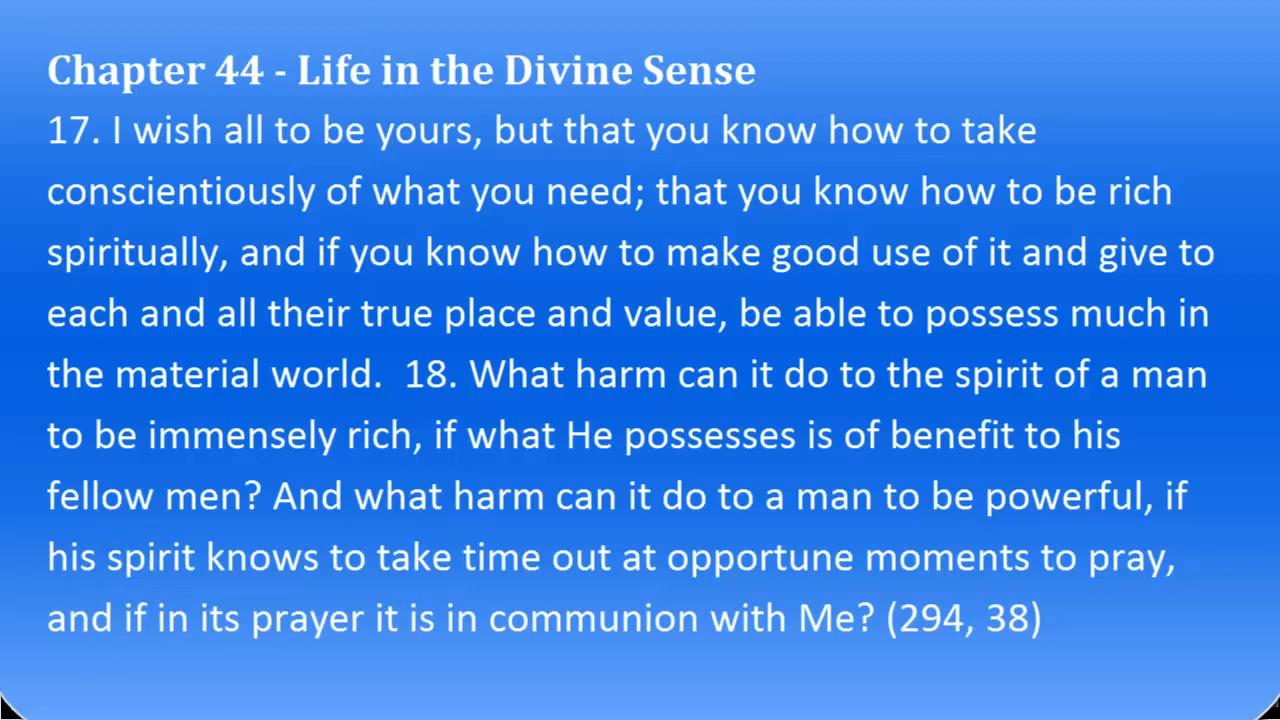 Chapter 44 - Life in the Divine Sense
17. I wish all to be yours, but that you know how to take
conscientiously of what you need; that you know how to be rich
spiritually, and if you know how to make good use of it and give to
each and all their true place and value, be able to possess much in
the material world.  18. What harm can it do to the spirit of a man
to be immensely rich, if what He possesses is of benefit to his
fellow men? And what harm can it do to a man to be powerful, if
his spirit knows to take time out at opportune moments to pray,
and if in its prayer it is in communion with Me? (294, 38)